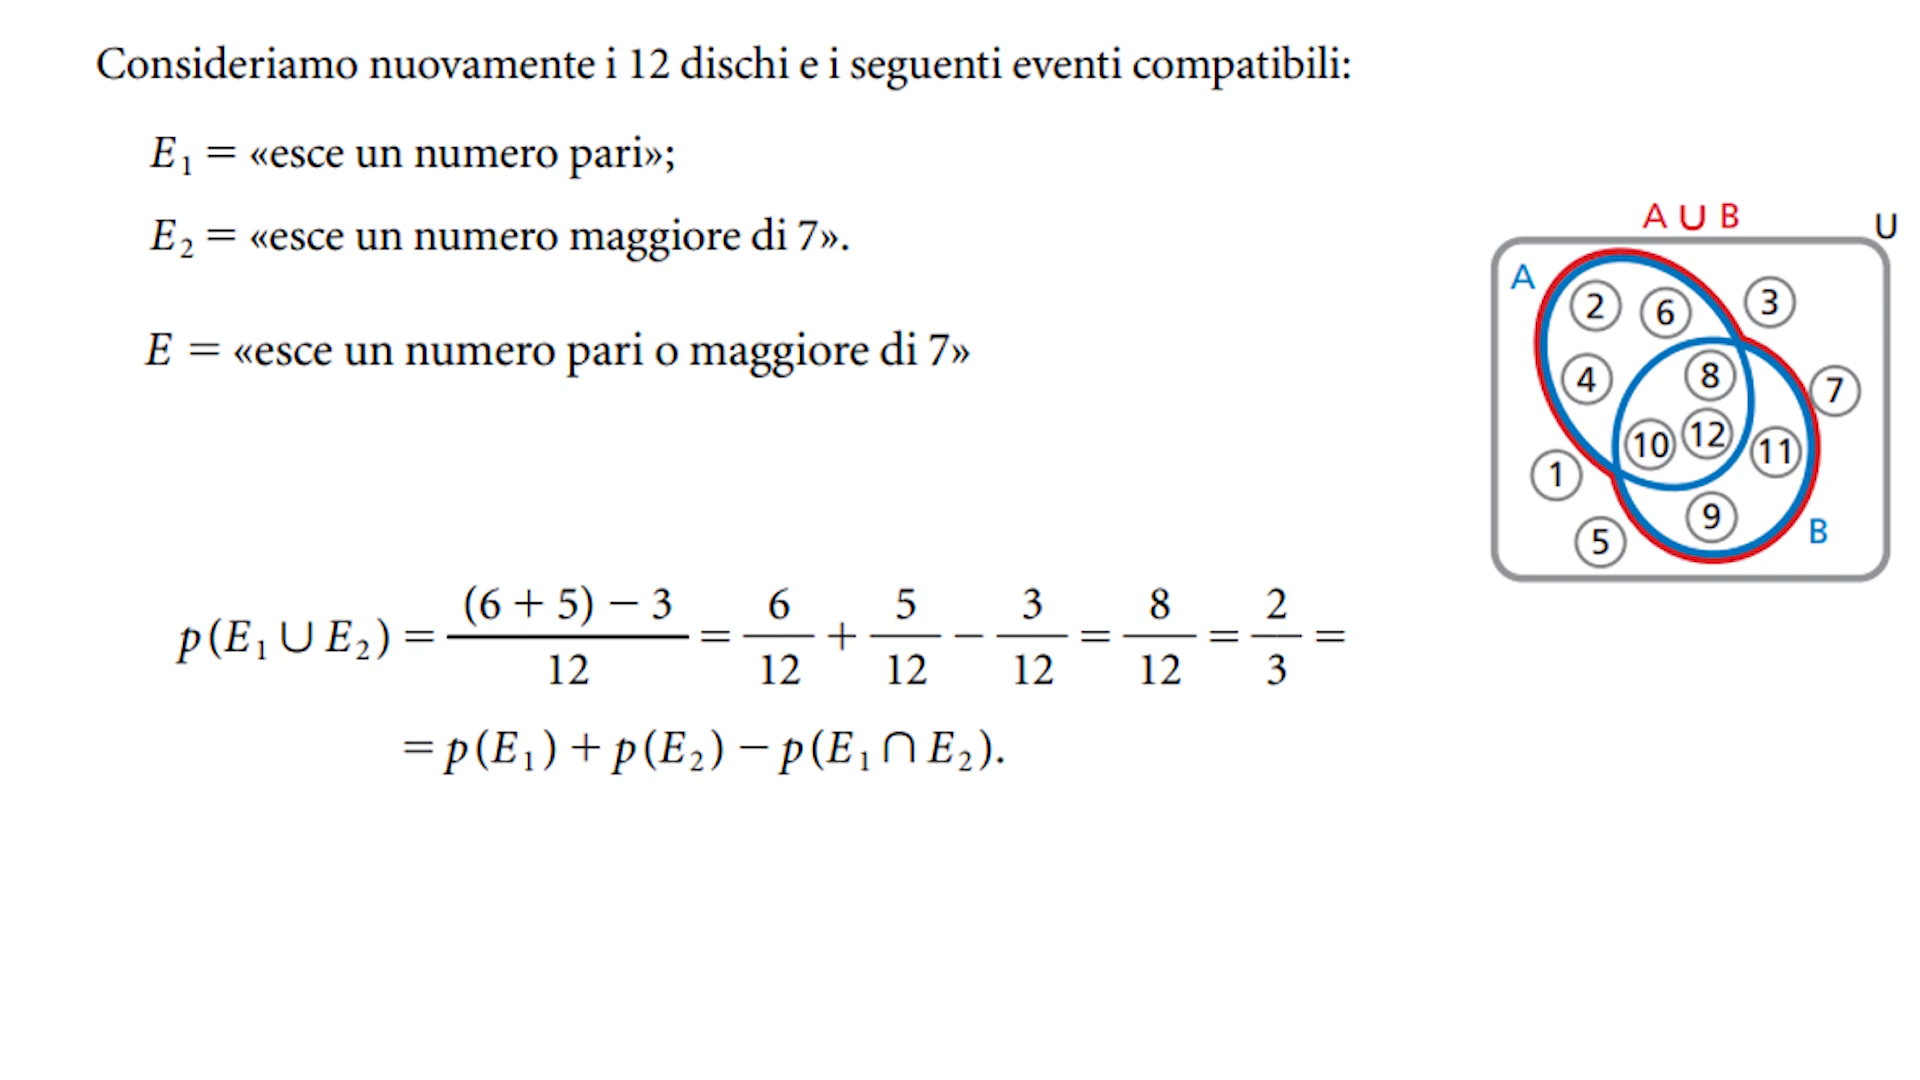 Consideriamo nuovamente i 12 dischi e i seguenti eventi compatibili:
E₁ = «esce un numero pari»;
E₂ = «esce un numero maggiore di 7».
E = «esce un numero pari o maggiore di 7»
A ∪ B
U
A
2
6
3
4
8
7
10
12
11
1
9
B
5
p(E₁ ∪ E₂) = (6 + 5) − 3 / 12 = 6/12 + 5/12 − 3/12 = 8/12 = 2/3 =
= p(E₁) + p(E₂) − p(E₁ ∩ E₂).